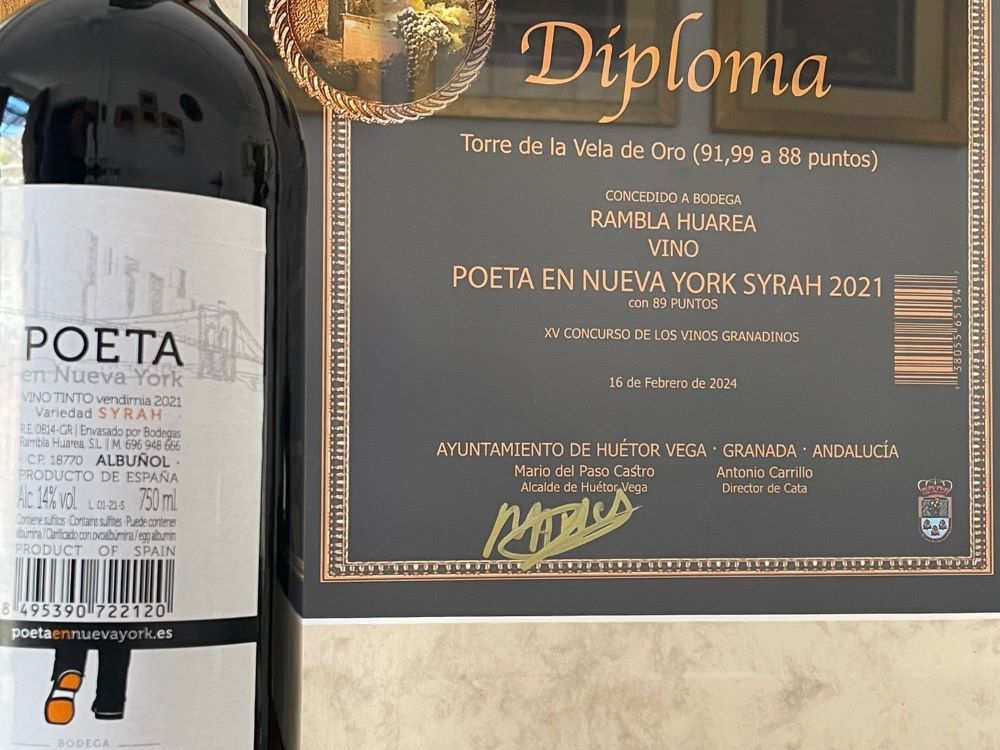 POETA
en Nueva York
VINO TINTO vendimia 2021
Variedad SYRAH
R.E. 0814-GR | Envasado por Bodegas
Rambla Huarea, S.L. | M. 696 948 666
· C.P. 18770 ALBUÑOL ·
PRODUCTO DE ESPAÑA
Alc. 14% vol. L 01-21-S 750 ml.
Contiene sulfitos · Contains sulfites · Puede contener
albúmina / Clarificado con ovoalbúmina / egg albumin
PRODUCT OF SPAIN
8 495390 722120
poetaennuevayork.es
BODEGA
Diploma
Torre de la Vela de Oro (91,99 a 88 puntos)
CONCEDIDO A BODEGA
RAMBLA HUAREA
VINO
POETA EN NUEVA YORK SYRAH 2021
con 89 PUNTOS
XV CONCURSO DE LOS VINOS GRANADINOS
16 de Febrero de 2024
AYUNTAMIENTO DE HUÉTOR VEGA · GRANADA · ANDALUCÍA
Mario del Paso Castro
Alcalde de Huétor Vega
Antonio Carrillo
Director de Cata